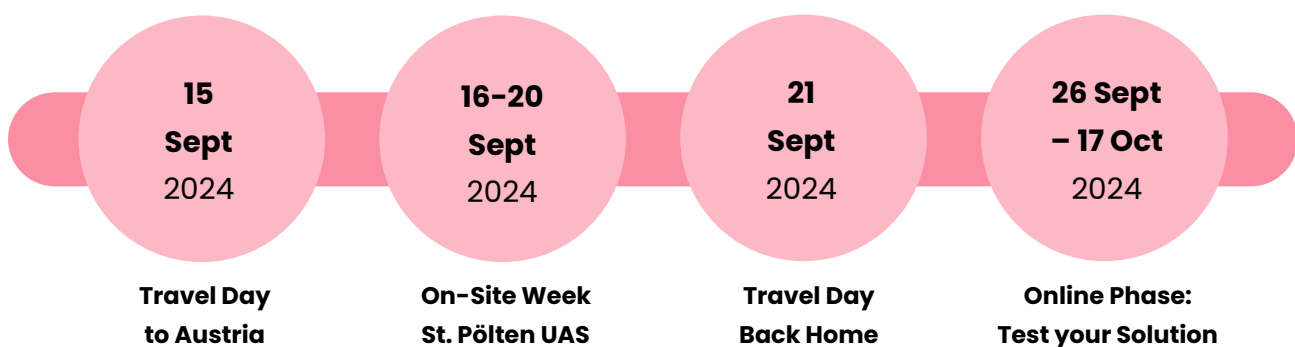 15
Sept
2024
Travel Day
to Austria
16-20
Sept
2024
On-Site Week
St. Pölten UAS
21
Sept
2024
Travel Day
Back Home
26 Sept
– 17 Oct
2024
Online Phase:
Test your Solution